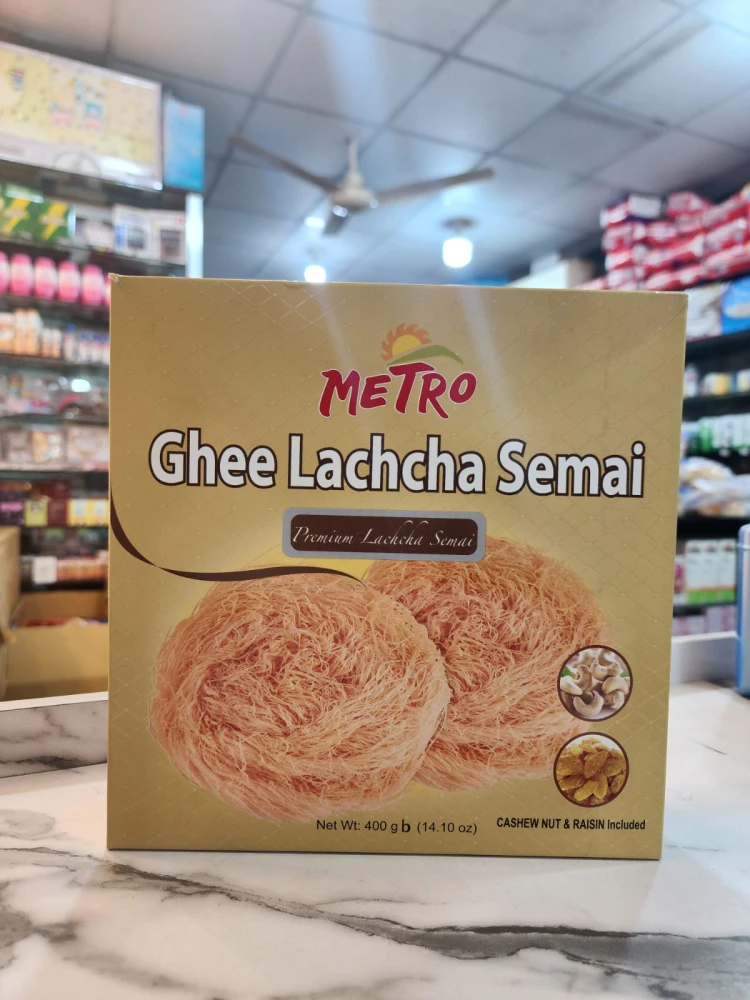 METRO
Ghee Lachcha Semai
Premium Lachcha Semai
Net Wt: 400 g b (14.10 oz)
CASHEW NUT & RAISIN Included